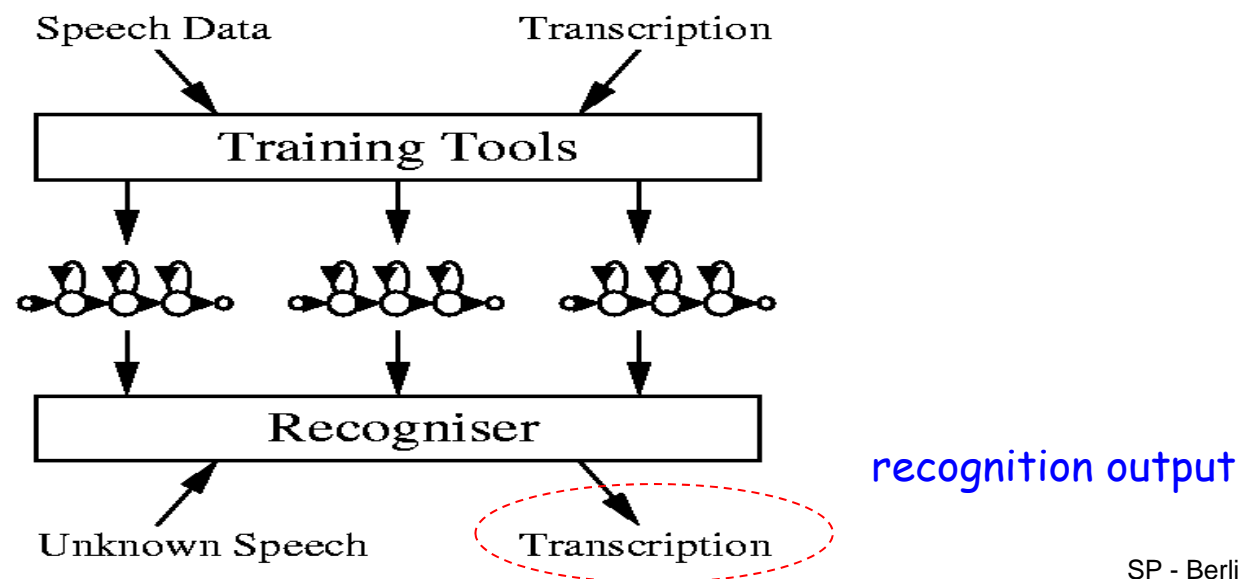 Speech Data Transcription
Training Tools
Recogniser
recognition output
Unknown Speech Transcription
SP - Berli